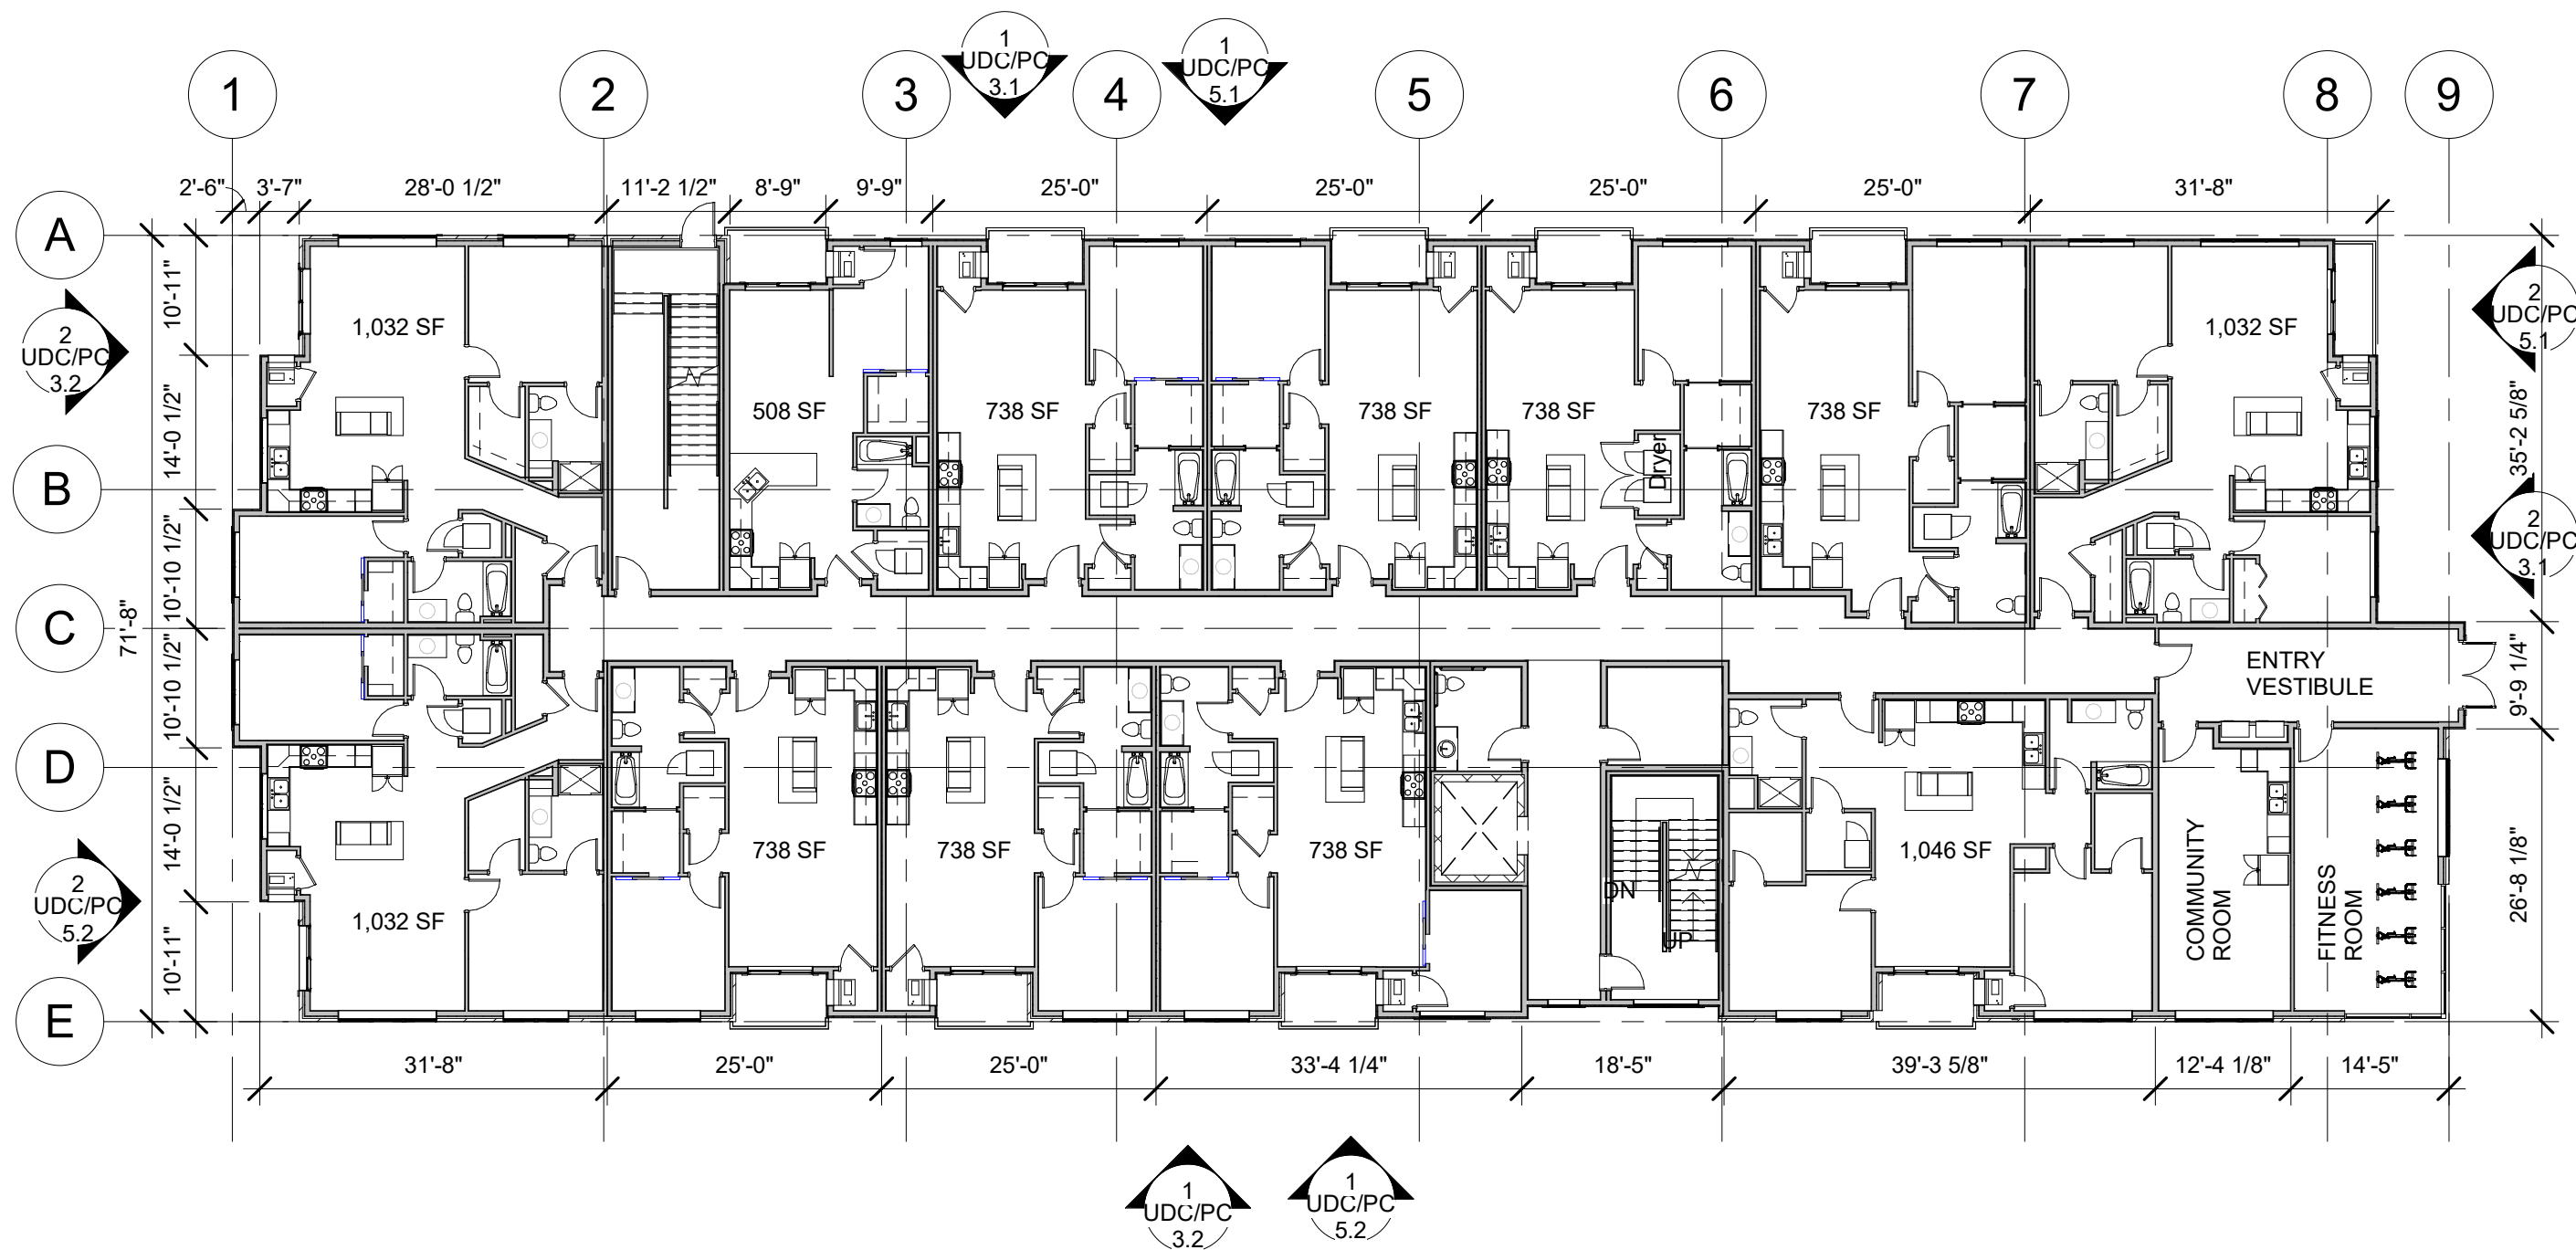 1
UDC/PC
3.1
1
UDC/PC
5.1
1
2
3
4
5
6
7
8
9
2'-6"
3'-7"
28'-0 1/2"
11'-2 1/2"
8'-9"
9'-9"
25'-0"
25'-0"
25'-0"
25'-0"
31'-8"
A
B
C
D
E
2
UDC/PC
3.2
2
UDC/PC
5.2
71'-8"
10'-11"
14'-0 1/2"
10'-10 1/2"
10'-10 1/2"
14'-0 1/2"
10'-11"
1,032 SF
508 SF
738 SF
738 SF
738 SF
Dryer
738 SF
1,032 SF
2
UDC/PC
5.1
2
UDC/PC
3.1
35'-2 5/8"
9'-9 1/4"
26'-8 1/8"
ENTRY
VESTIBULE
1,032 SF
738 SF
738 SF
738 SF
DN
UP
1,046 SF
COMMUNITY
ROOM
FITNESS
ROOM
31'-8"
25'-0"
25'-0"
33'-4 1/4"
18'-5"
39'-3 5/8"
12'-4 1/8"
14'-5"
1
UDC/PC
3.2
1
UDC/PC
5.2